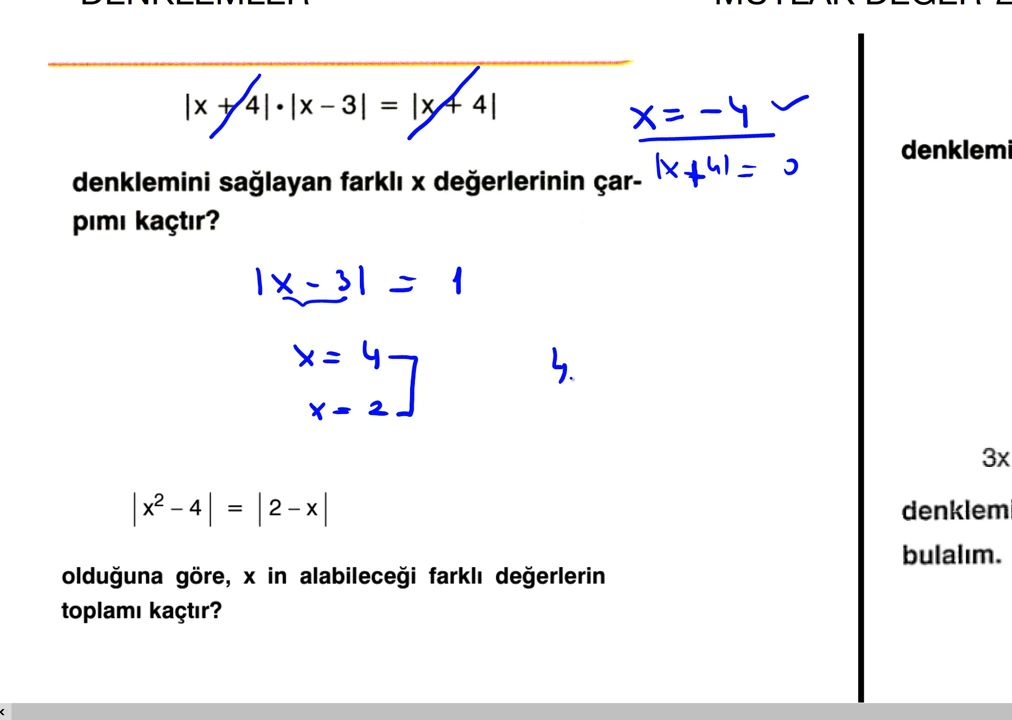 |x + 4| • |x – 3| = |x + 4|
x = -4 ✓
|x+4| = 0
denklemini sağlayan farklı x değerlerinin çar-
pımı kaçtır?
|x - 3| = 1
x = 4
x = 2
4.
|x² – 4| = |2 – x|
olduğuna göre, x in alabileceği farklı değerlerin
toplamı kaçtır?
denklemi
3x
denklemi
bulalım.